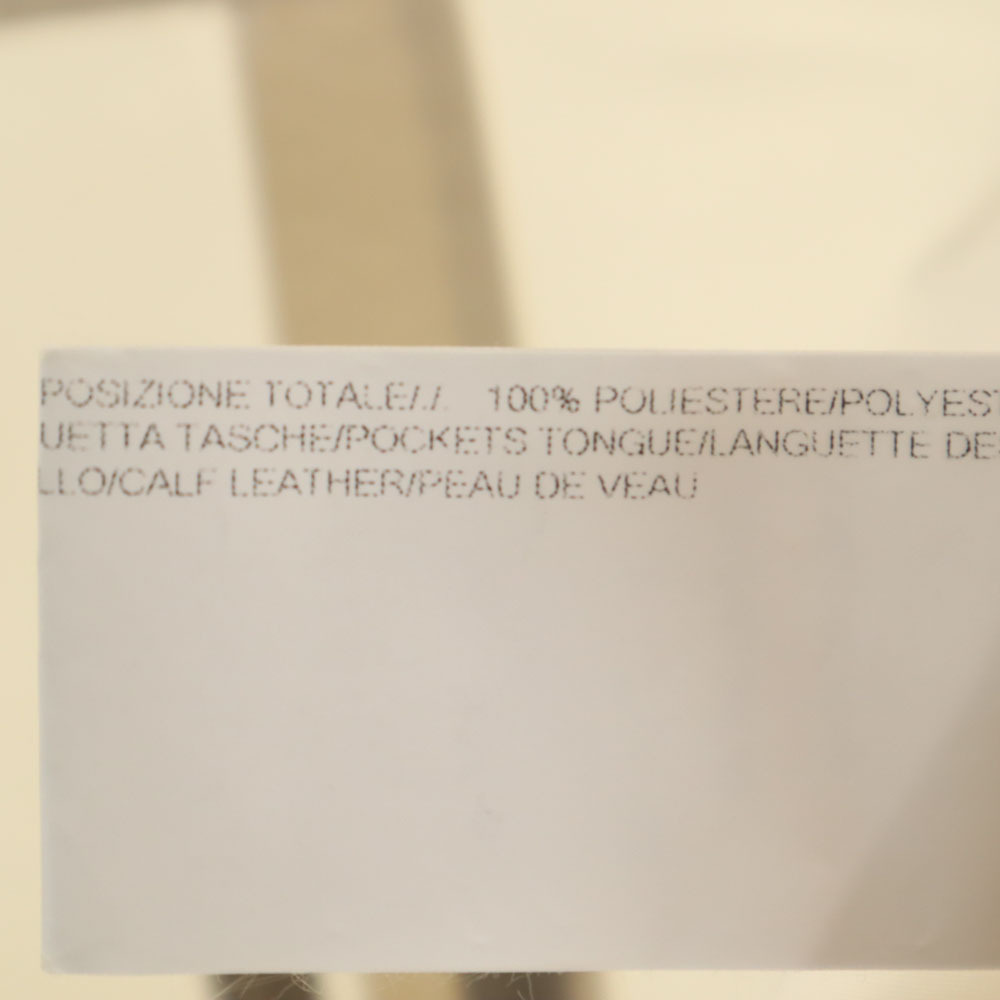 POSIZIONE TOTALE/./. 100% POLIESTERE/POLYEST
UETTA TASCHE/POCKETS TONGUE/LANGUETTE DE
LLO/CALF LEATHER/PEAU DE VEAU